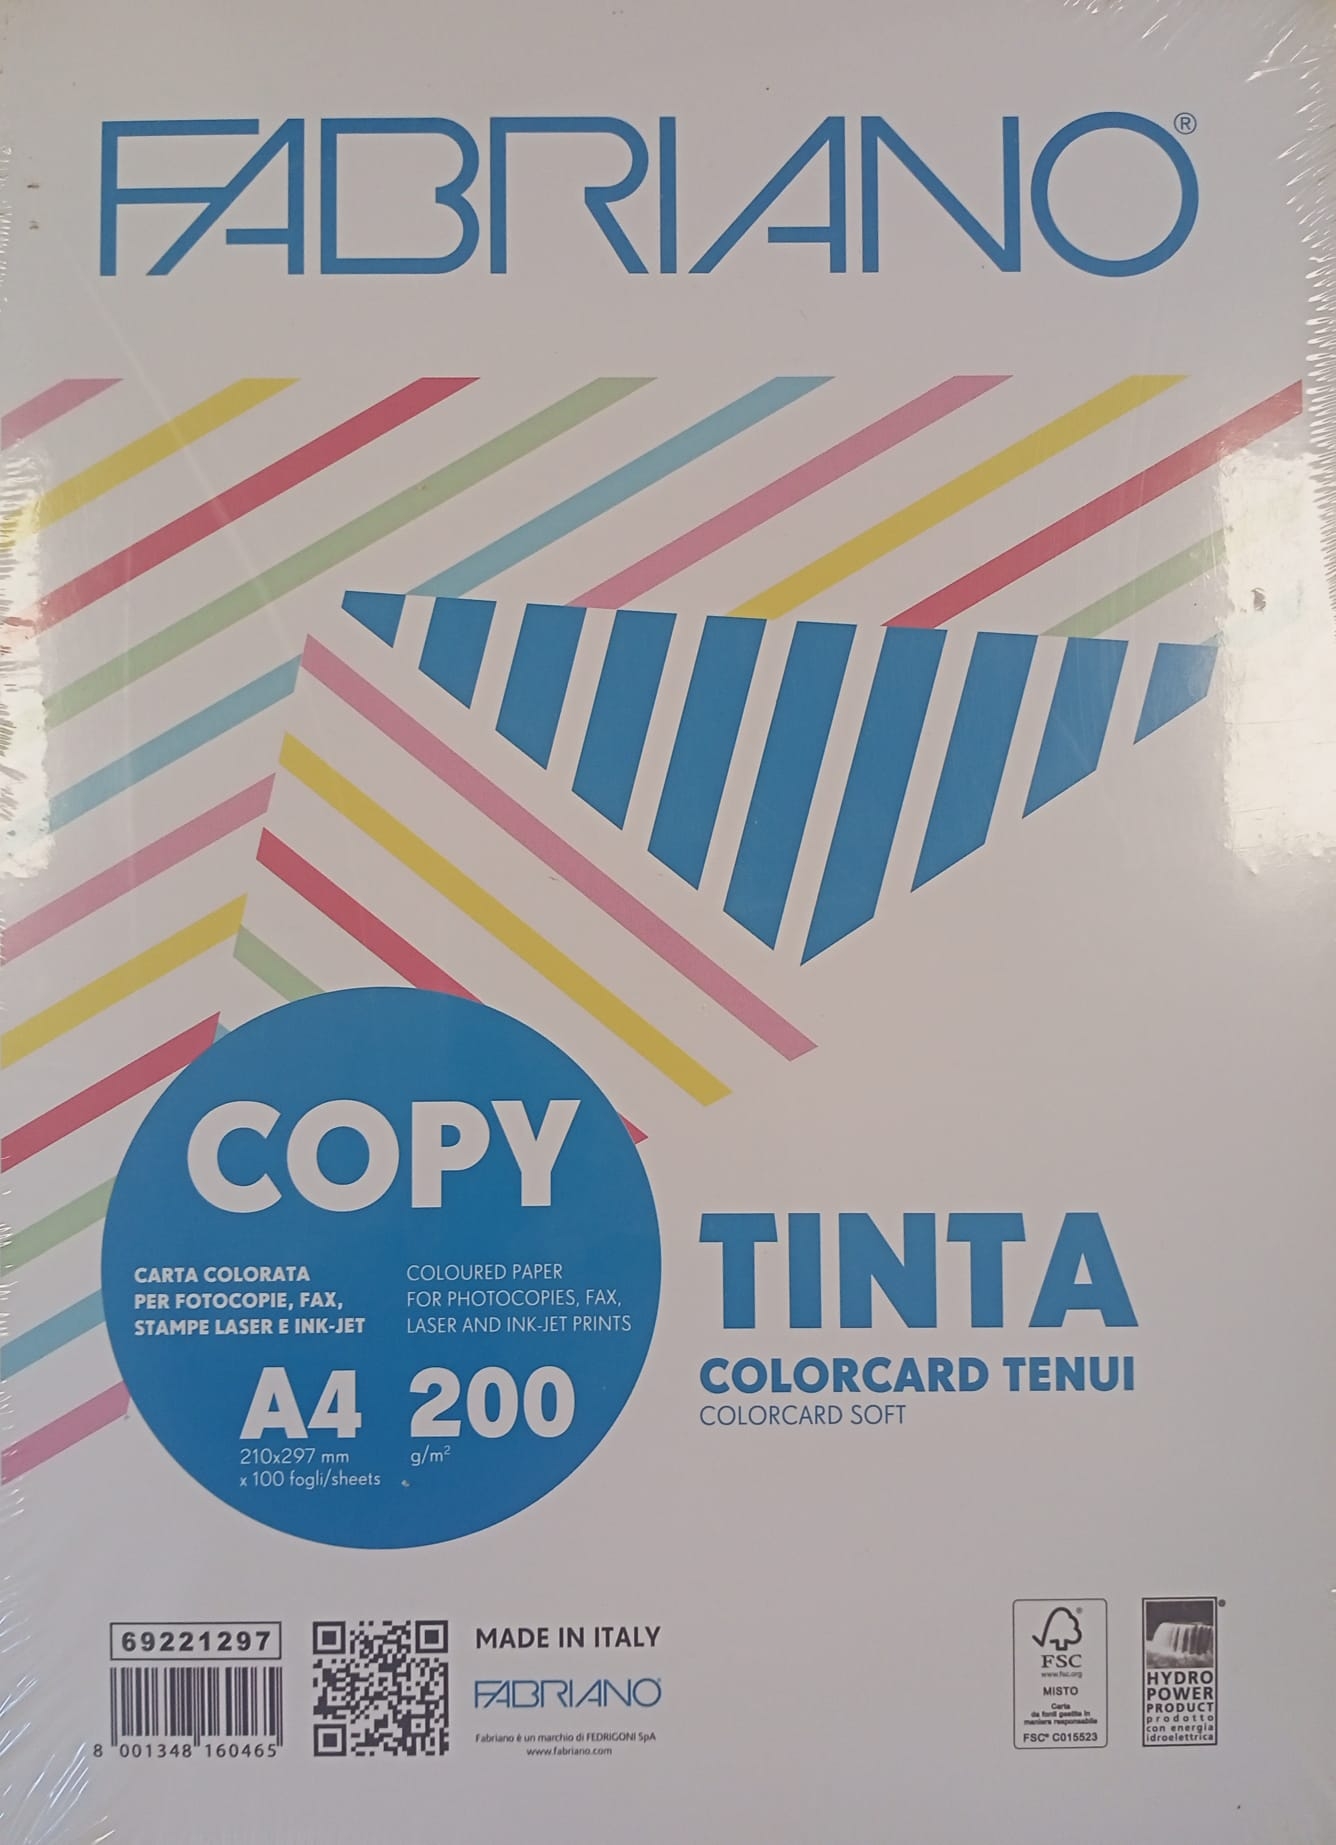 FABRIANO®
COPY
CARTA COLORATA
PER FOTOCOPIE, FAX,
STAMPE LASER E INK-JET
COLOURED PAPER
FOR PHOTOCOPIES, FAX,
LASER AND INK-JET PRINTS
A4
210x297 mm
x 100 fogli/sheets
200
g/m²
TINTA
COLORCARD TENUI
COLORCARD SOFT
69221297
8 001348 160465
MADE IN ITALY
FABRIANO®
Fabriano è un marchio di FEDRIGONI SpA
www.fabriano.com
FSC
www.fsc.org
MISTO
Carta
da fonti gestite in
maniera responsabile
FSC® C015523
HYDRO
POWER
PRODUCT
prodotto
con energia
idroelettrica